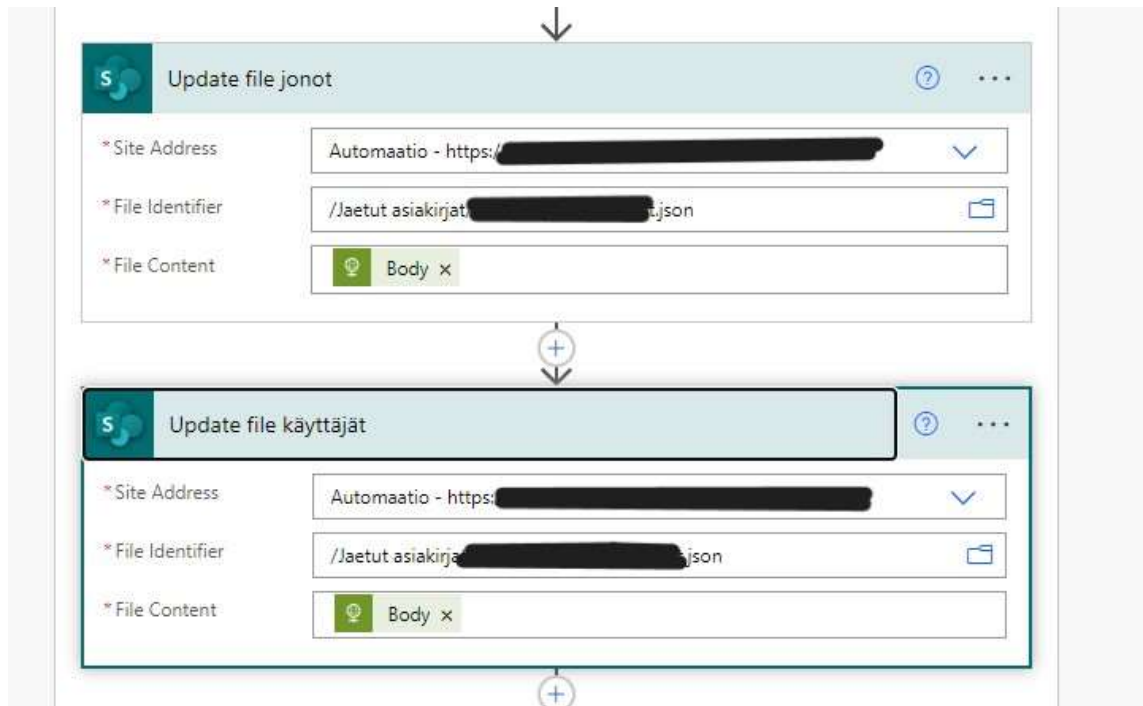 Update file jonot
* Site Address
Automaatio - https:/
* File Identifier
/Jaetut asiakirjat/ t.json
* File Content
Body ×
Update file käyttäjät
* Site Address
Automaatio - https:
* File Identifier
/Jaetut asiakirja json
* File Content
Body ×